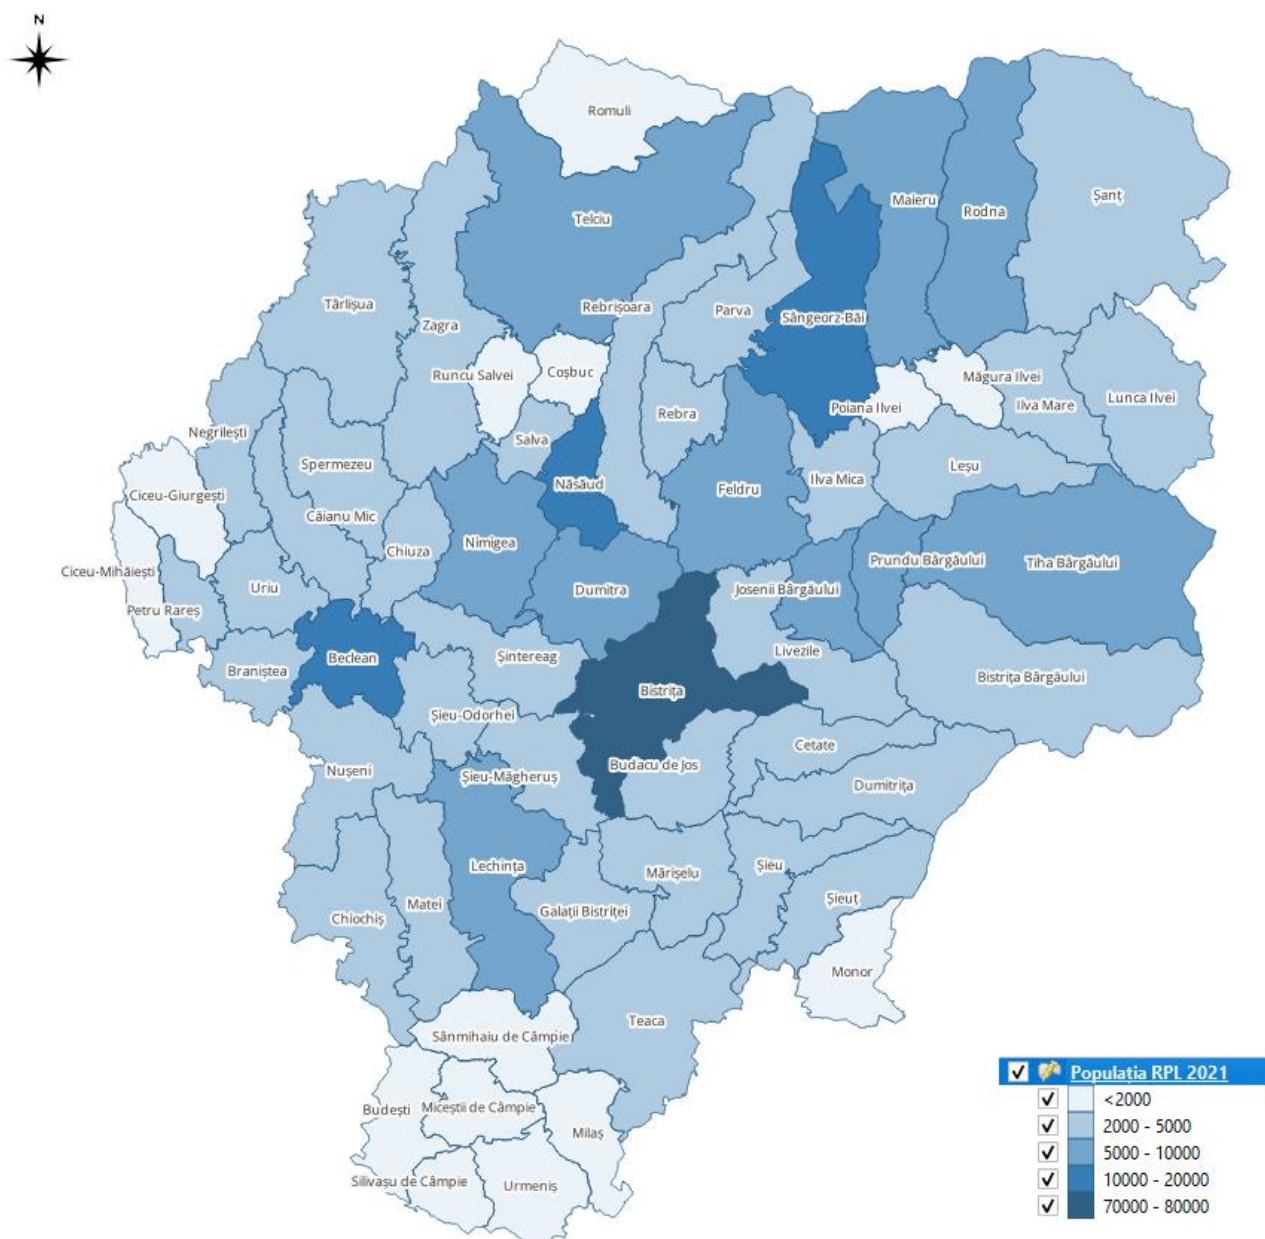 N
Romuli
Șanț
Maieru
Rodna
Telciu
Târlișua
Rebrișoara
Parva
Sângeorz-Băi
Zagra
Coșbuc
Runcu Salvei
Măgura Ilvei
Lunca Ilvei
Poiana Ilvei
Ilva Mare
Rebra
Negrilești
Salva
Spermezeu
Leșu
Ilva Mica
Năsăud
Feldru
Ciceu-Giurgești
Căianu Mic
Nimigea
Chiuza
Prundu Bârgăului
Tiha Bârgăului
Ciceu-Mihăiești
Uriu
Dumitra
Josenii Bârgăului
Petru Rareș
Livezile
Șintereag
Beclean
Braniștea
Bistrița Bârgăului
Bistrița
Șieu-Odorhei
Cetate
Budacu de Jos
Nușeni
Șieu-Măgheruș
Dumitrița
Lechința
Șieu
Mărișelu
Șieuț
Matei
Galații Bistriței
Chiochiș
Monor
Teaca
Sânmihaiu de Câmpie
Populația RPL 2021
<2000
2000 - 5000
5000 - 10000
10000 - 20000
70000 - 80000
Budești
Miceștii de Câmpie
Milaș
Silivașu de Câmpie
Urmeniș